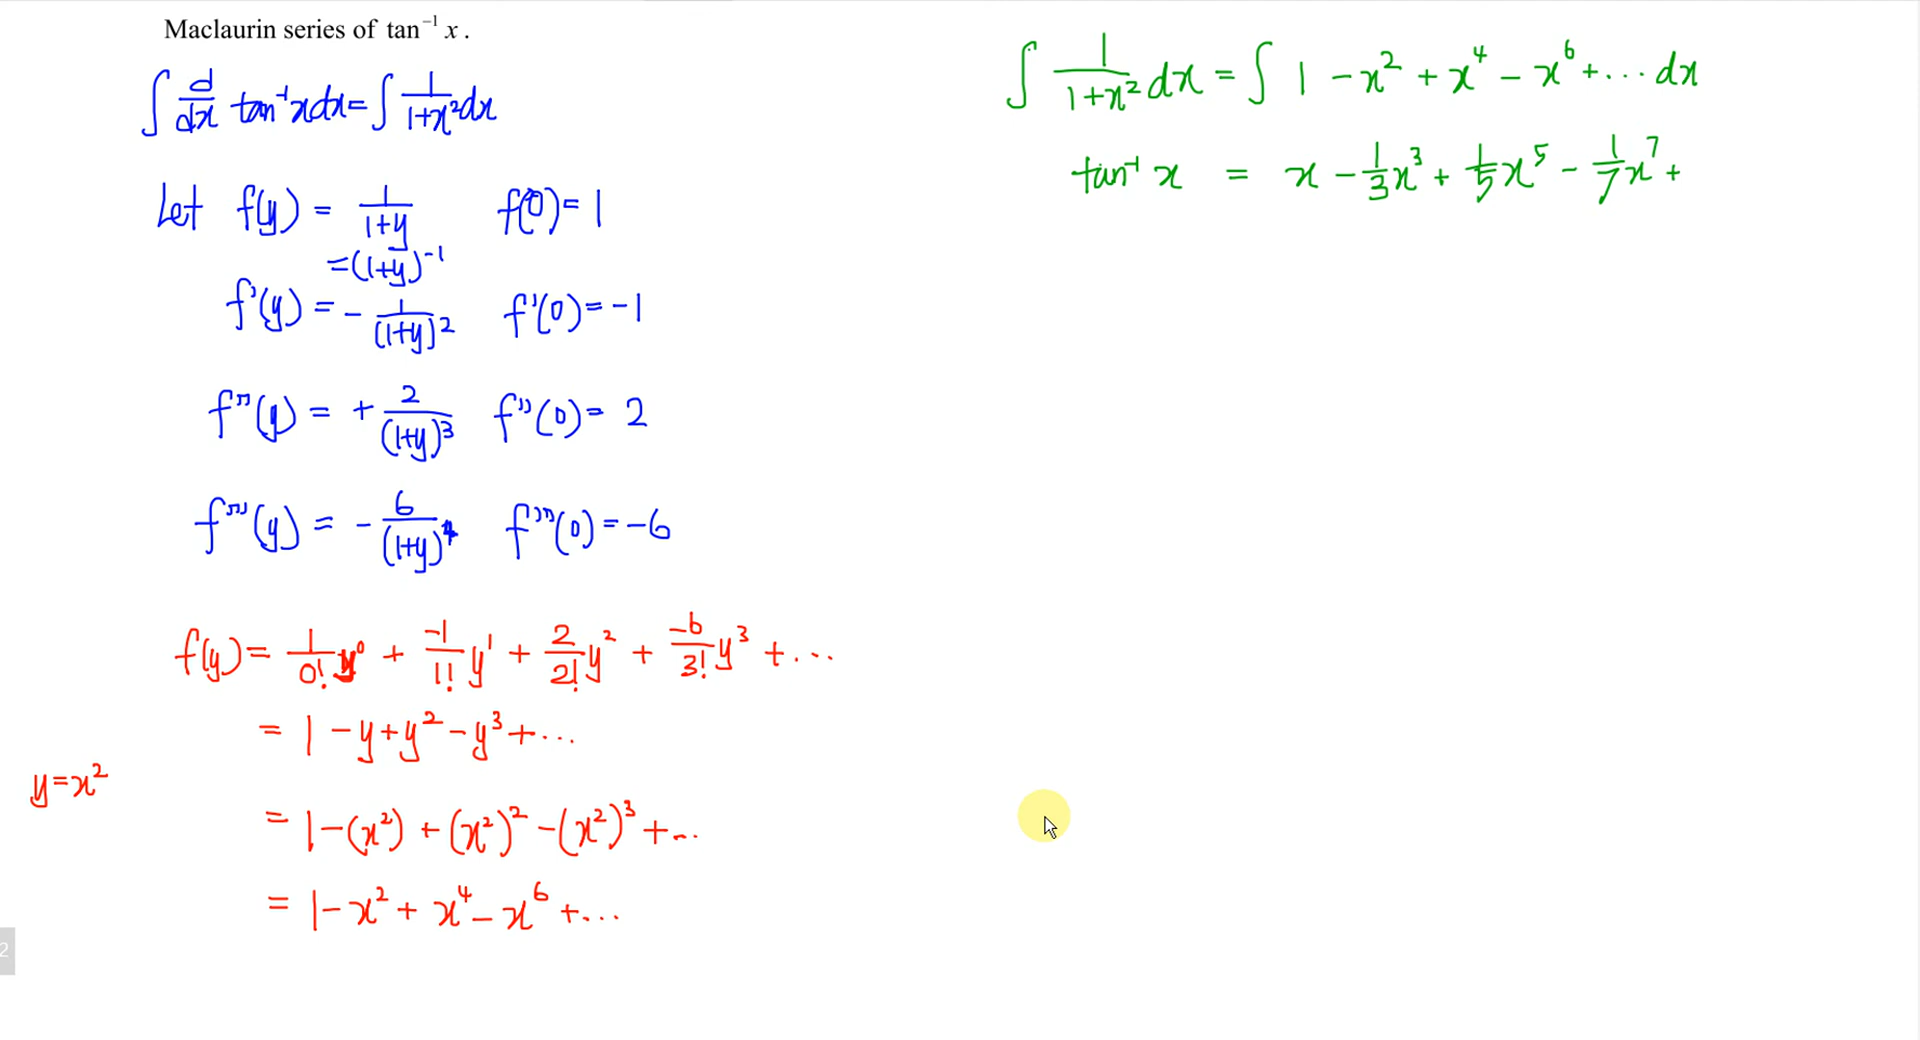 Maclaurin series of tan⁻¹ x .
∫ d/dx tan⁻¹x dx = ∫ 1/(1+x²) dx
Let f(y) = 1/(1+y) f(0) = 1
= (1+y)⁻¹
f'(y) = - 1/(1+y)² f'(0) = -1
f''(y) = + 2/(1+y)³ f''(0) = 2
f'''(y) = - 6/(1+y)⁴ f'''(0) = -6
f(y) = 1/0! y⁰ + -1/1! y¹ + 2/2! y² + -6/3! y³ + ...
= 1 - y + y² - y³ + ...
y = x²
= 1 - (x²) + (x²)² - (x²)³ + ...
= 1 - x² + x⁴ - x⁶ + ...
2
∫ 1/(1+x²) dx = ∫ 1 - x² + x⁴ - x⁶ + ... dx
tan⁻¹ x = x - 1/3 x³ + 1/5 x⁵ - 1/7 x⁷ +